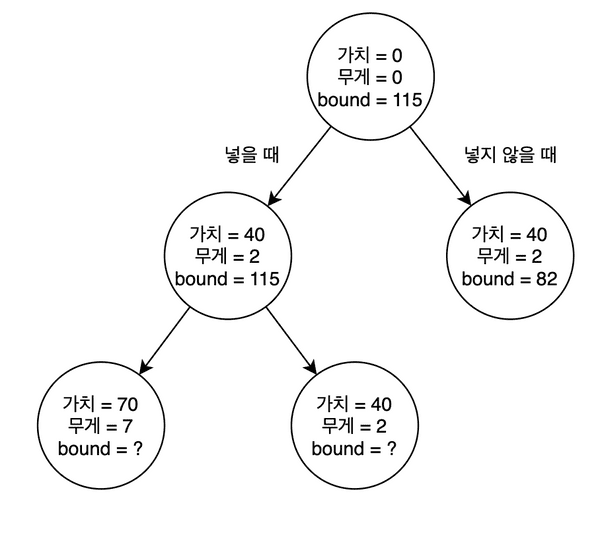 가치 = 0
무게 = 0
bound = 115
넣을 때
넣지 않을 때
가치 = 40
무게 = 2
bound = 115
가치 = 40
무게 = 2
bound = 82
가치 = 70
무게 = 7
bound = ?
가치 = 40
무게 = 2
bound = ?